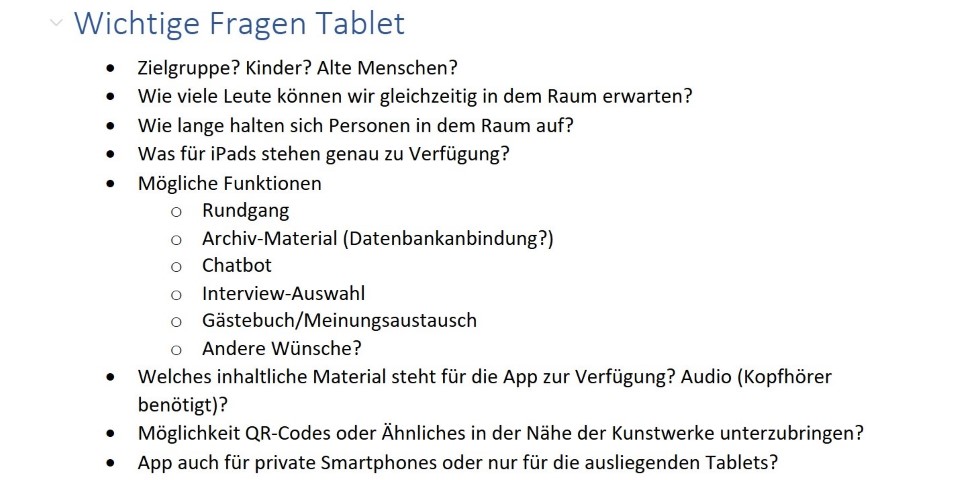 Wichtige Fragen Tablet
• Zielgruppe? Kinder? Alte Menschen?
• Wie viele Leute können wir gleichzeitig in dem Raum erwarten?
• Wie lange halten sich Personen in dem Raum auf?
• Was für iPads stehen genau zu Verfügung?
• Mögliche Funktionen
o Rundgang
o Archiv-Material (Datenbankanbindung?)
o Chatbot
o Interview-Auswahl
o Gästebuch/Meinungsaustausch
o Andere Wünsche?
• Welches inhaltliche Material steht für die App zur Verfügung? Audio (Kopfhörer
benötigt)?
• Möglichkeit QR-Codes oder Ähnliches in der Nähe der Kunstwerke unterzubringen?
• App auch für private Smartphones oder nur für die ausliegenden Tablets?